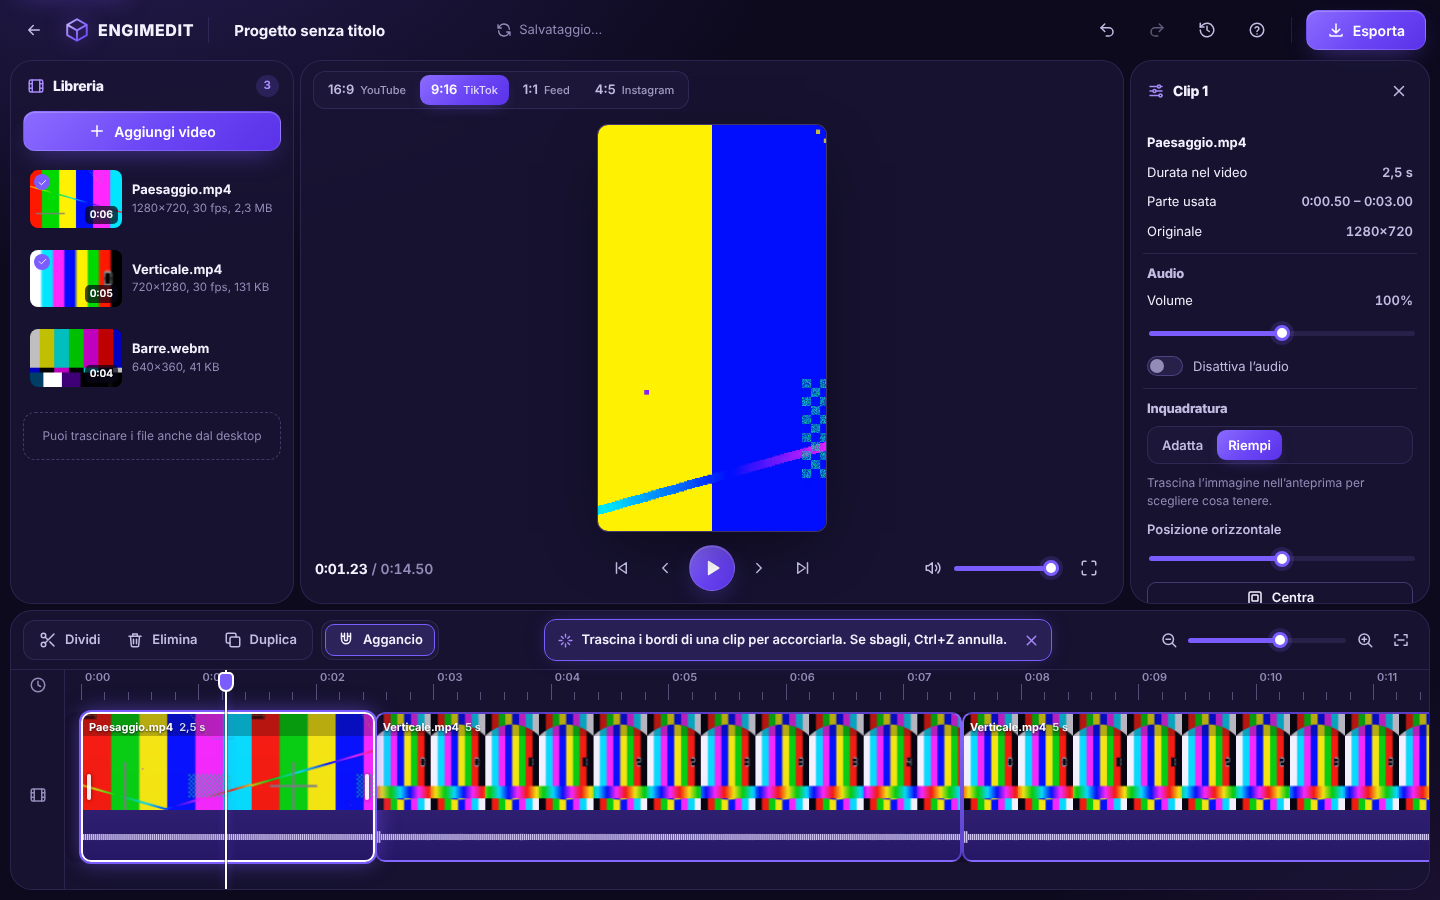 ENGIMEDIT
Progetto senza titolo
Salvataggio...
Esporta
Libreria
3
Aggiungi video
Paesaggio.mp4
1280×720, 30 fps, 2,3 MB
0:06
Verticale.mp4
720×1280, 30 fps, 131 KB
0:05
Barre.webm
640×360, 41 KB
0:04
Puoi trascinare i file anche dal desktop
16:9 YouTube
9:16 TikTok
1:1 Feed
4:5 Instagram
0:01.23 / 0:14.50
Clip 1
Paesaggio.mp4
Durata nel video 2,5 s
Parte usata 0:00.50 – 0:03.00
Originale 1280×720
Audio
Volume 100%
Disattiva l’audio
Inquadratura
Adatta Riempi
Trascina l’immagine nell’anteprima per
scegliere cosa tenere.
Posizione orizzontale
Centra
Dividi
Elimina
Duplica
Aggancio
Trascina i bordi di una clip per accorciarla. Se sbagli, Ctrl+Z annulla.
0:00 0:02 0:03 0:04 0:05 0:06 0:07 0:08 0:09 0:10 0:11
Paesaggio.mp4 2,5 s
Verticale.mp4 5 s
Verticale.mp4 5 s